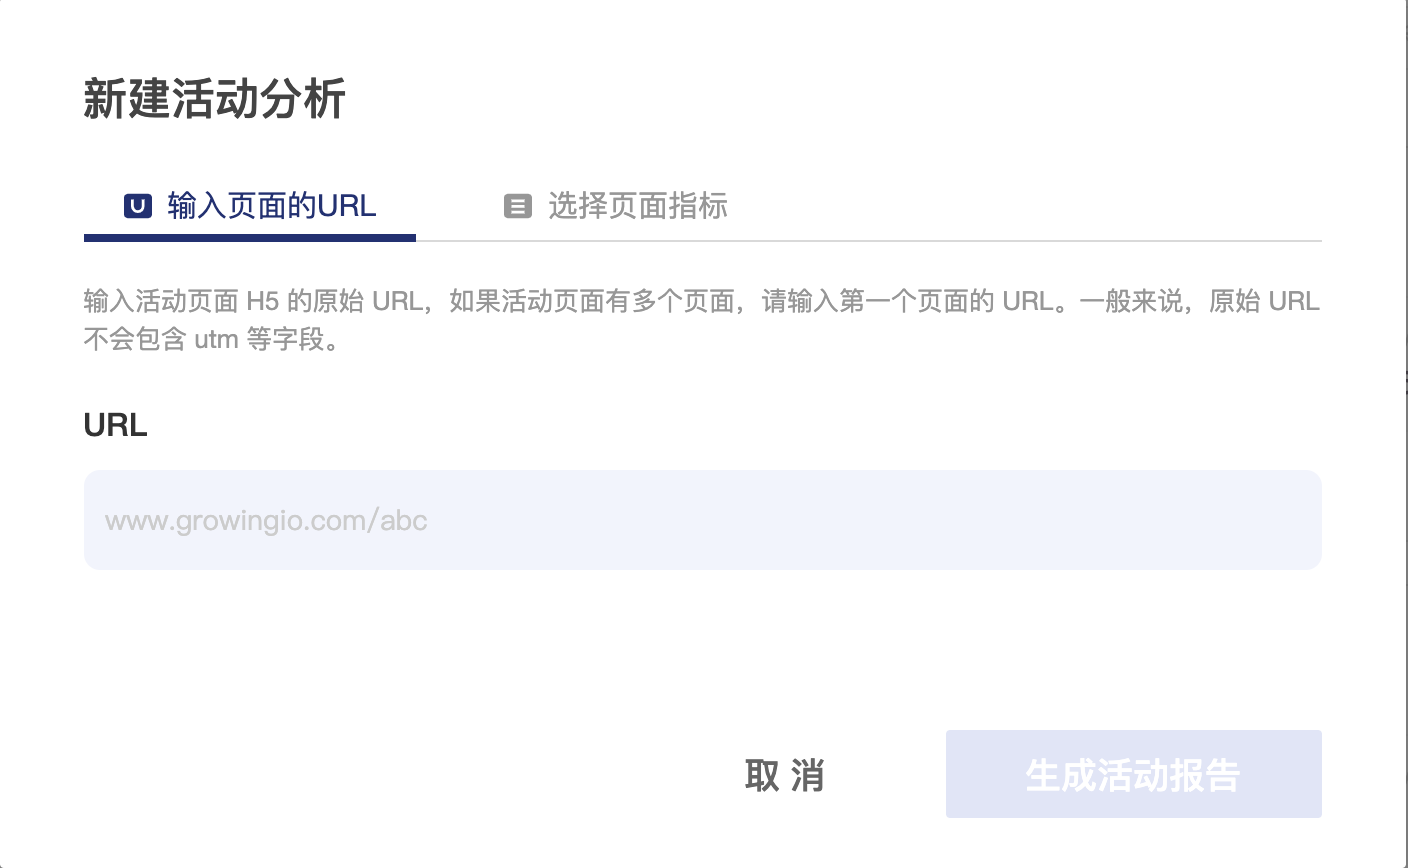 新建活动分析
输入页面的URL
选择页面指标
输入活动页面 H5 的原始 URL，如果活动页面有多个页面，请输入第一个页面的 URL。一般来说，原始 URL
不会包含 utm 等字段。
URL
www.growingio.com/abc
取 消
生成活动报告